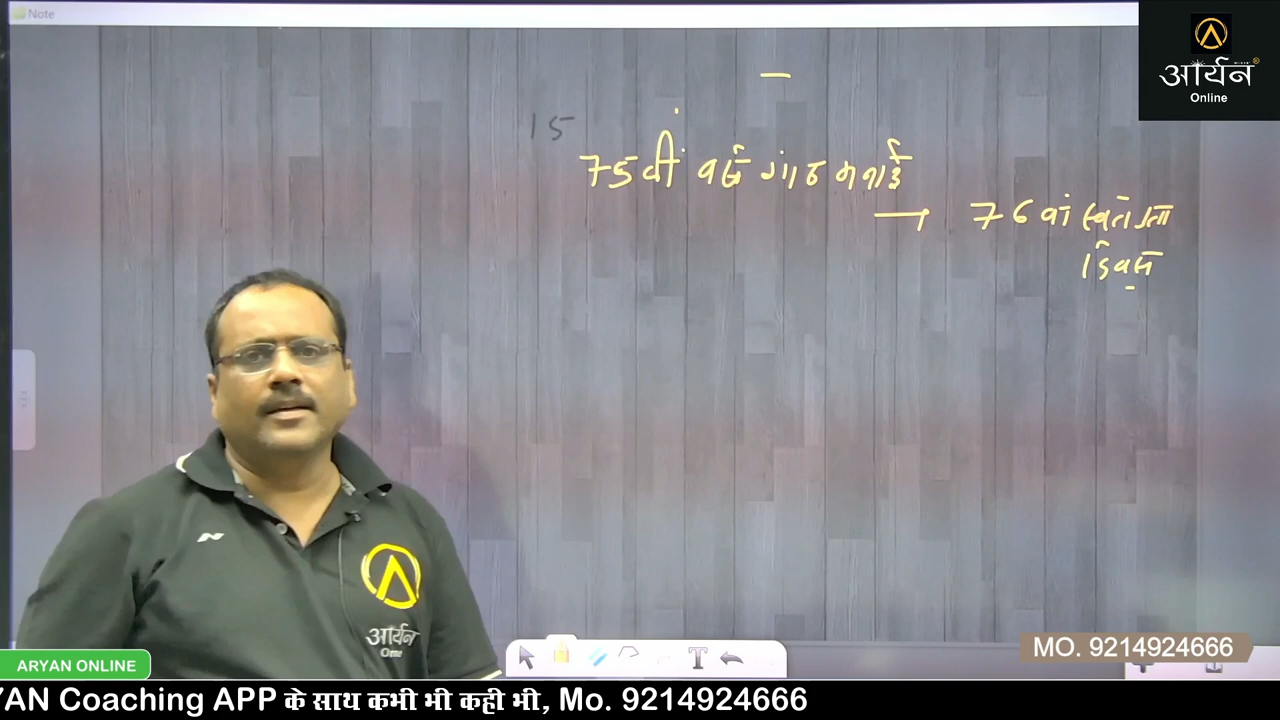 Note
आर्यन
Online
15
75वीं वर्ष गांठ मनाई
→ 76वां स्वतंत्रता
दिवस
N
आर्यन
MO. 9214924666
T
ARYAN ONLINE
YAN Coaching APP के साथ कभी भी कही भी, Mo. 9214924666